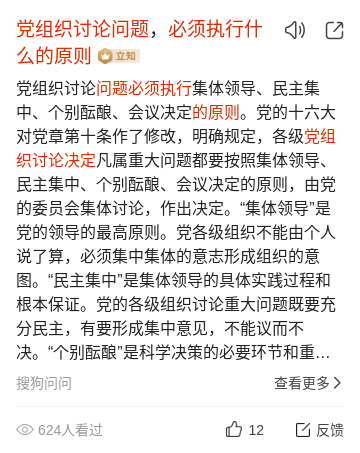 党组织讨论问题，必须执行什
么的原则 立知
党组织讨论问题必须执行集体领导、民主集
中、个别酝酿、会议决定的原则。党的十六大
对党章第十条作了修改，明确规定，各级党组
织讨论决定凡属重大问题都要按照集体领导、
民主集中、个别酝酿、会议决定的原则，由党
的委员会集体讨论，作出决定。“集体领导”是
党的领导的最高原则。党各级组织不能由个人
说了算，必须集中集体的意志形成组织的意
图。“民主集中”是集体领导的具体实践过程和
根本保证。党的各级组织讨论重大问题既要充
分民主，有要形成集中意见，不能议而不
决。“个别酝酿”是科学决策的必要环节和重…
搜狗问问 查看更多
624人看过 12 反馈